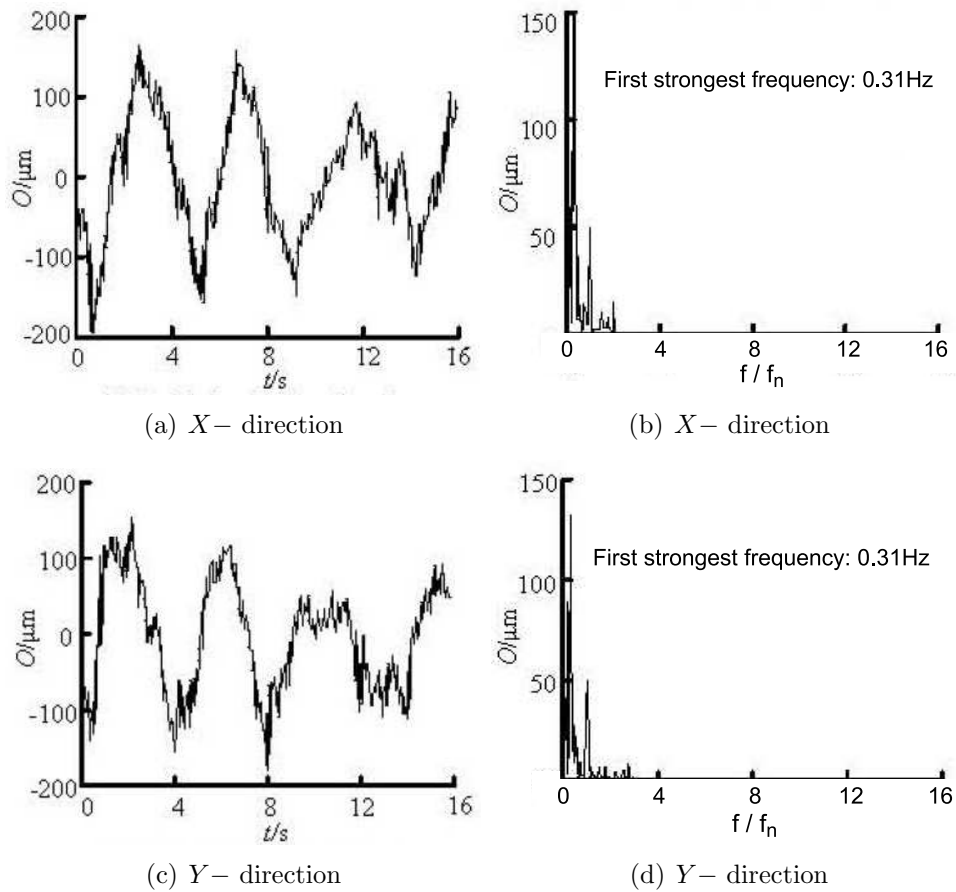 200
100
0
-100
-200
O/μm
0 4 8 12 16
t/s
(a) X− direction
150
100
50
O/μm
First strongest frequency: 0.31Hz
0 4 8 12 16
f / fn
(b) X− direction
200
100
0
-100
-200
O/μm
0 4 8 12 16
t/s
(c) Y− direction
150
100
50
O/μm
First strongest frequency: 0.31Hz
0 4 8 12 16
f / fn
(d) Y− direction